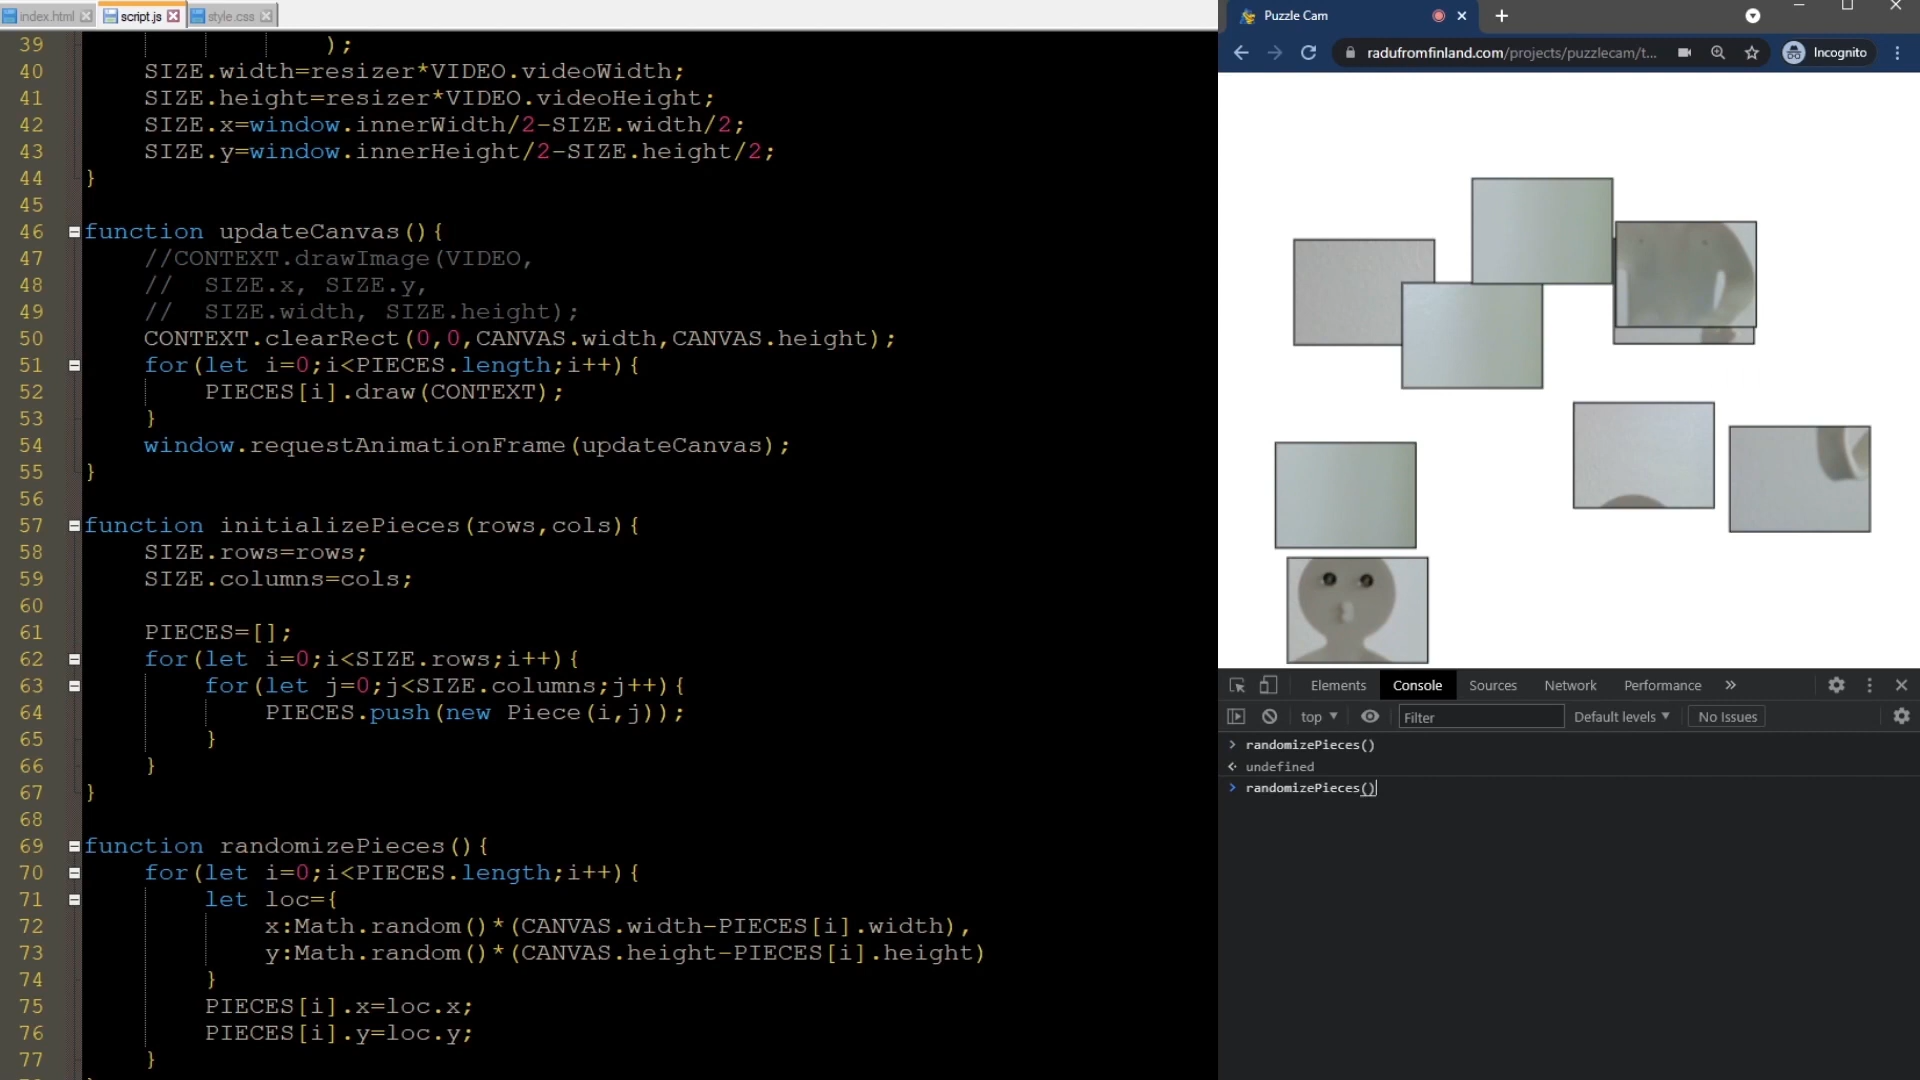 index.html script.js style.css
39 );
40 SIZE.width=resizer*VIDEO.videoWidth;
41 SIZE.height=resizer*VIDEO.videoHeight;
42 SIZE.x=window.innerWidth/2-SIZE.width/2;
43 SIZE.y=window.innerHeight/2-SIZE.height/2;
44 }
45
46 function updateCanvas(){
47 //CONTEXT.drawImage(VIDEO,
48 //  SIZE.x, SIZE.y,
49 //  SIZE.width, SIZE.height);
50 CONTEXT.clearRect(0,0,CANVAS.width,CANVAS.height);
51 for(let i=0;i<PIECES.length;i++){
52 PIECES[i].draw(CONTEXT);
53 }
54 window.requestAnimationFrame(updateCanvas);
55 }
56
57 function initializePieces(rows,cols){
58 SIZE.rows=rows;
59 SIZE.columns=cols;
60
61 PIECES=[];
62 for(let i=0;i<SIZE.rows;i++){
63 for(let j=0;j<SIZE.columns;j++){
64 PIECES.push(new Piece(i,j));
65 }
66 }
67 }
68
69 function randomizePieces(){
70 for(let i=0;i<PIECES.length;i++){
71 let loc={
72 x:Math.random()*(CANVAS.width-PIECES[i].width),
73 y:Math.random()*(CANVAS.height-PIECES[i].height)
74 }
75 PIECES[i].x=loc.x;
76 PIECES[i].y=loc.y;
77 }
Puzzle Cam
radufromfinland.com/projects/puzzlecam/t... Incognito
Elements Console Sources Network Performance »
top Filter Default levels No Issues
> randomizePieces()
undefined
> randomizePieces()